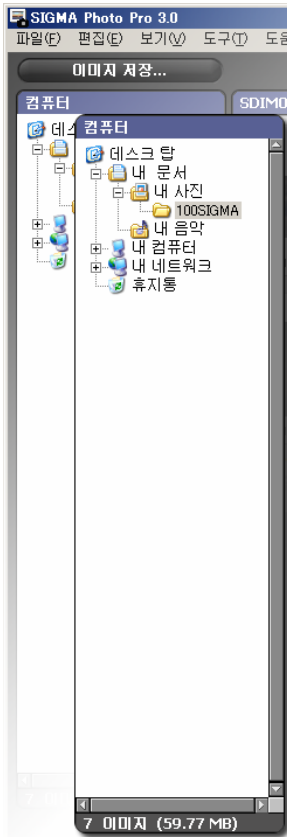 SIGMA Photo Pro 3.0
파일(F) 편집(E) 보기(V) 도구(T) 도움
이미지 저장...
컴퓨터
SDIM0
데스
컴퓨터
데스크 탑
내 문서
내 사진
100SIGMA
내 음악
내 컴퓨터
내 네트워크
휴지통
7 이미지 (59.77 MB)